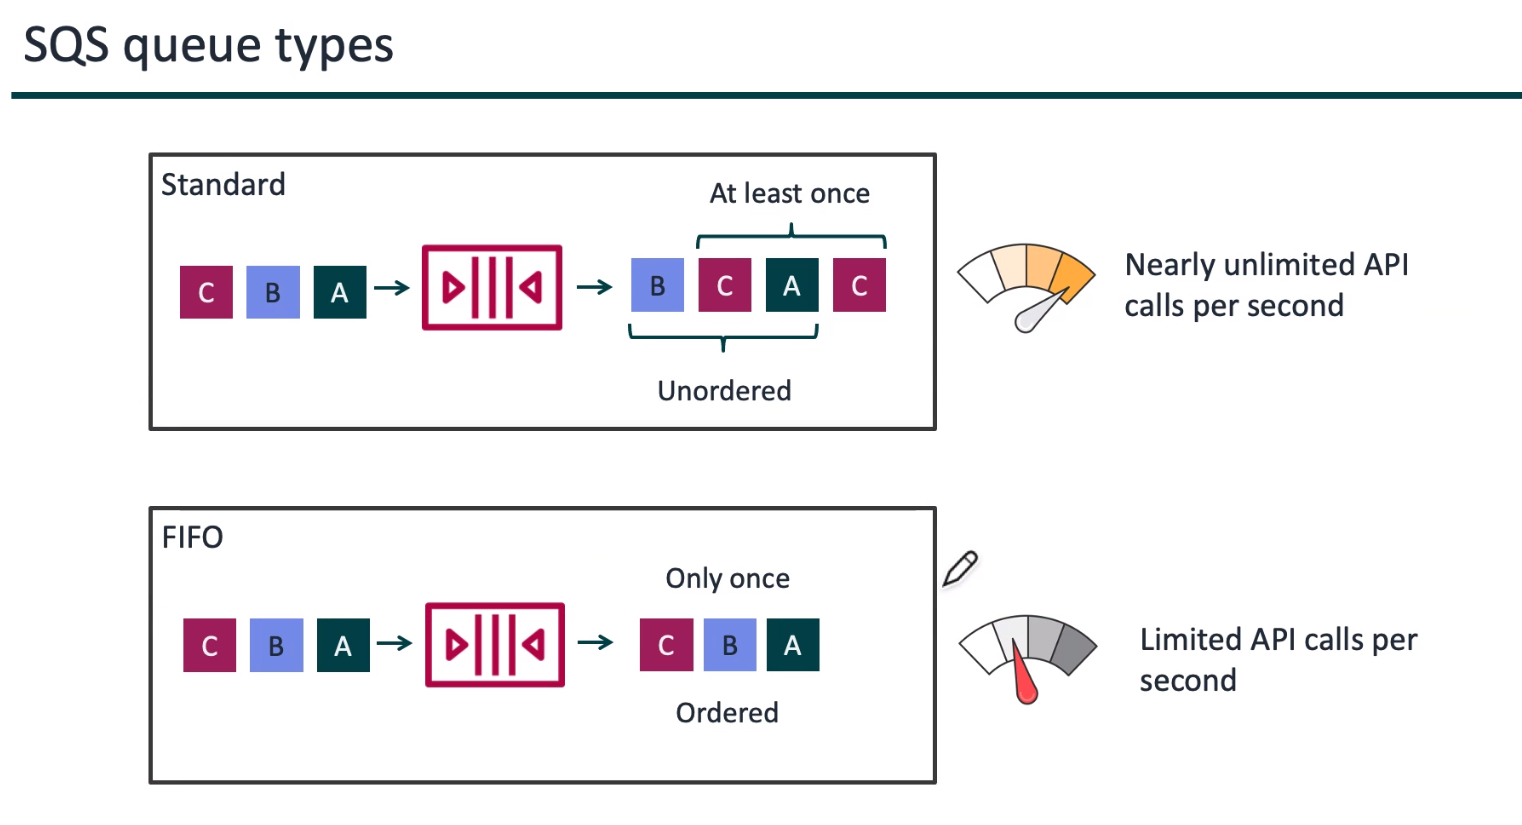 SQS queue types
Standard
At least once
C B A B C A C
Unordered
Nearly unlimited API
calls per second
FIFO
Only once
C B A C B A
Ordered
Limited API calls per
second